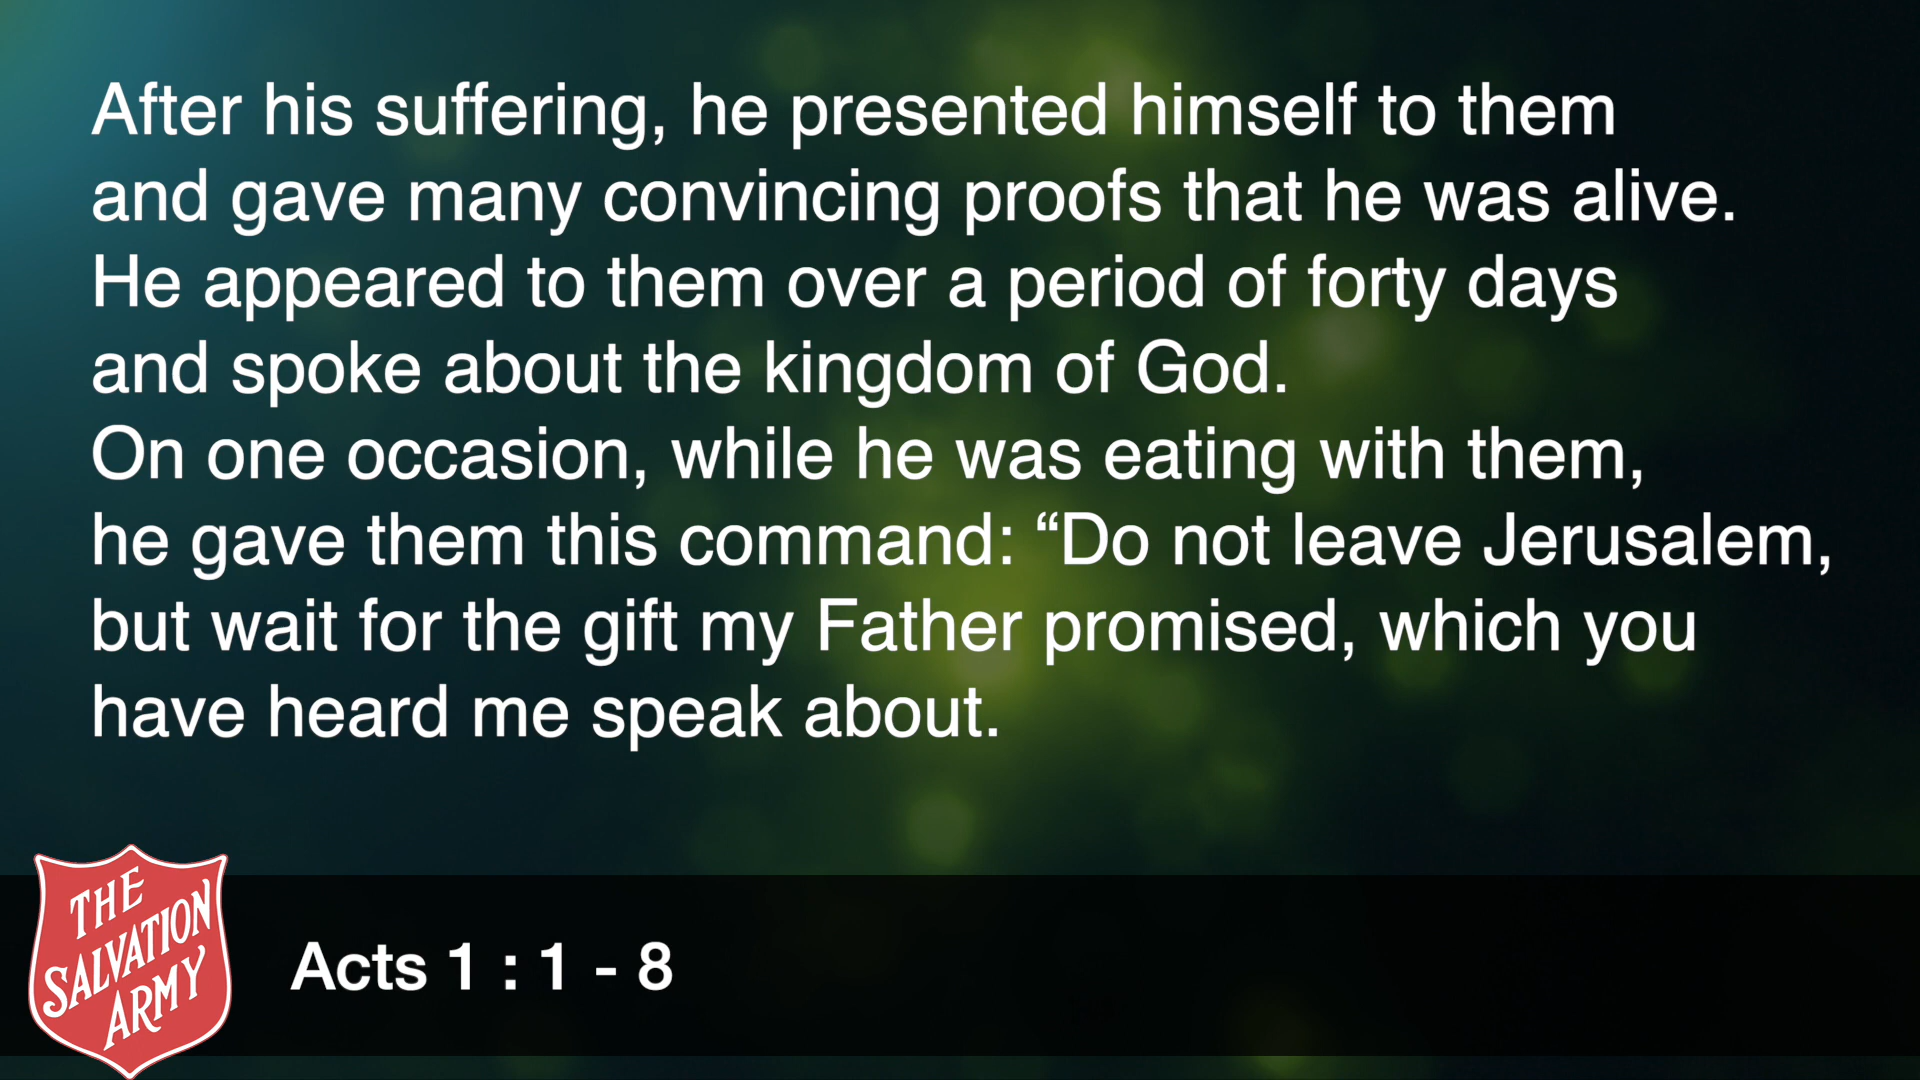 After his suffering, he presented himself to them
and gave many convincing proofs that he was alive.
He appeared to them over a period of forty days
and spoke about the kingdom of God.
On one occasion, while he was eating with them,
he gave them this command: “Do not leave Jerusalem,
but wait for the gift my Father promised, which you
have heard me speak about.
THE
SALVATION
ARMY
Acts 1 : 1 - 8